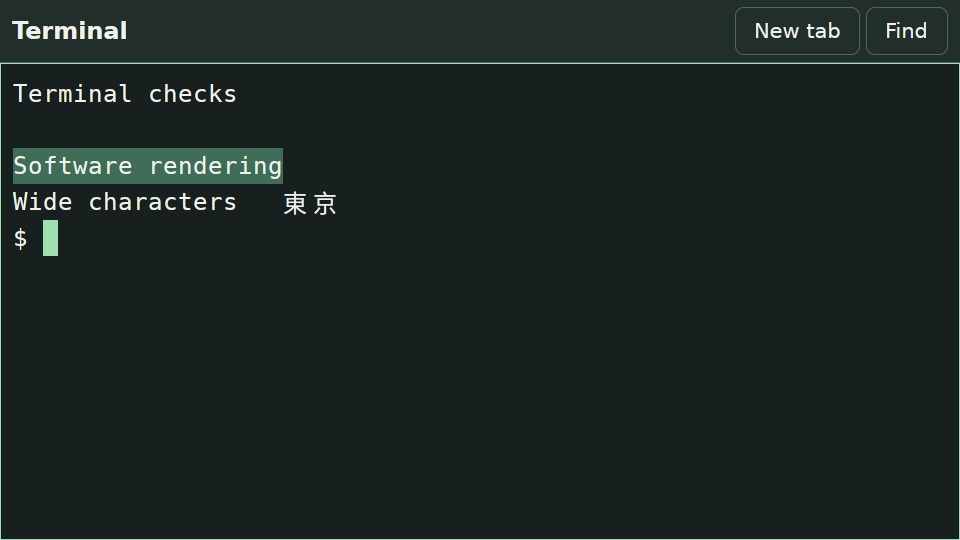 Terminal
New tab
Find
Terminal checks
Software rendering
Wide characters   東京
$